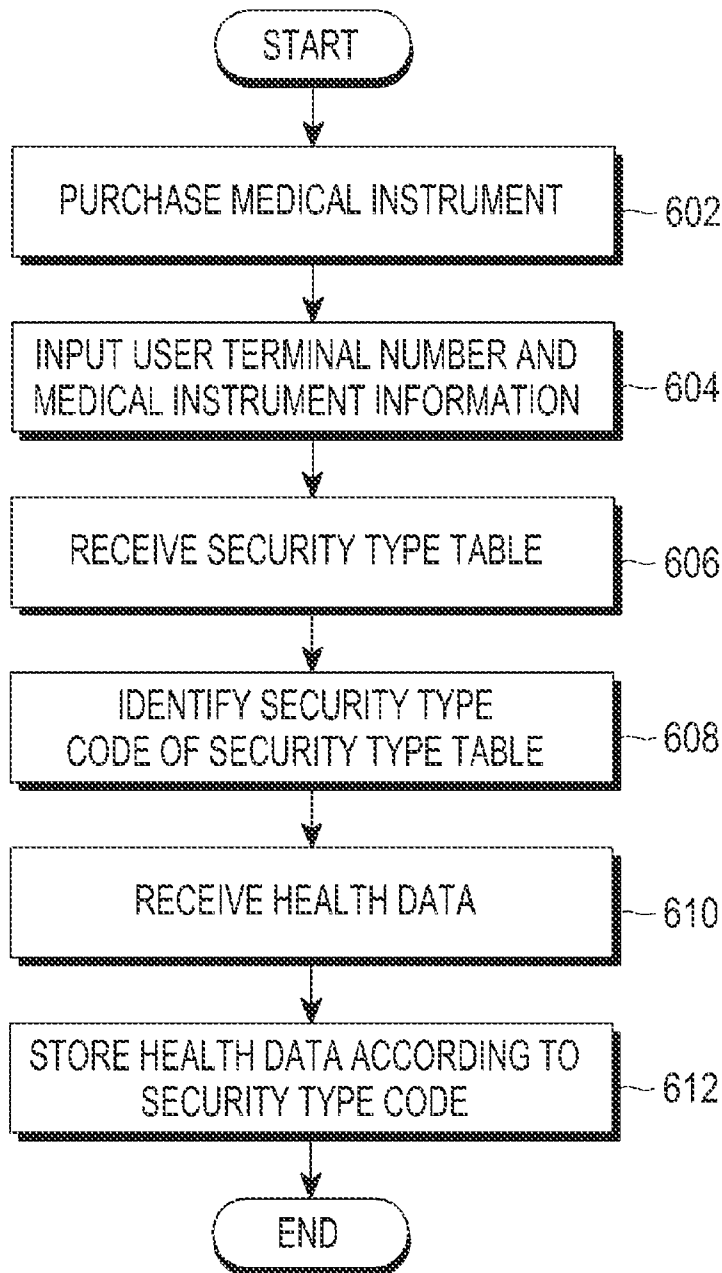 START
PURCHASE MEDICAL INSTRUMENT
602
INPUT USER TERMINAL NUMBER AND
MEDICAL INSTRUMENT INFORMATION
604
RECEIVE SECURITY TYPE TABLE
606
IDENTIFY SECURITY TYPE
CODE OF SECURITY TYPE TABLE
608
RECEIVE HEALTH DATA
610
STORE HEALTH DATA ACCORDING TO
SECURITY TYPE CODE
612
END